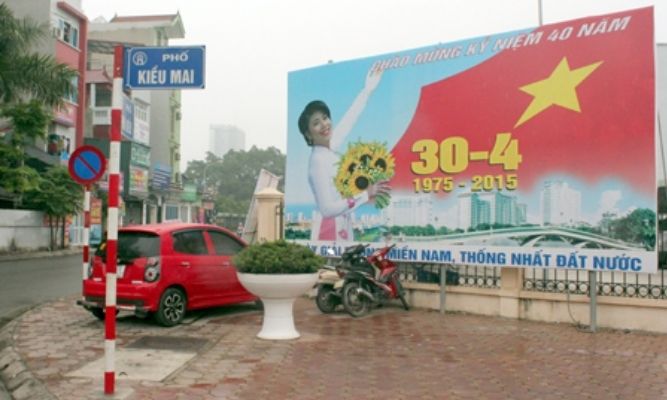 PHỐ
KIỀU MAI
CHÀO MỪNG KỶ NIỆM 40 NĂM
30-4
1975 - 2015
MIỀN NAM, THỐNG NHẤT ĐẤT NƯỚC